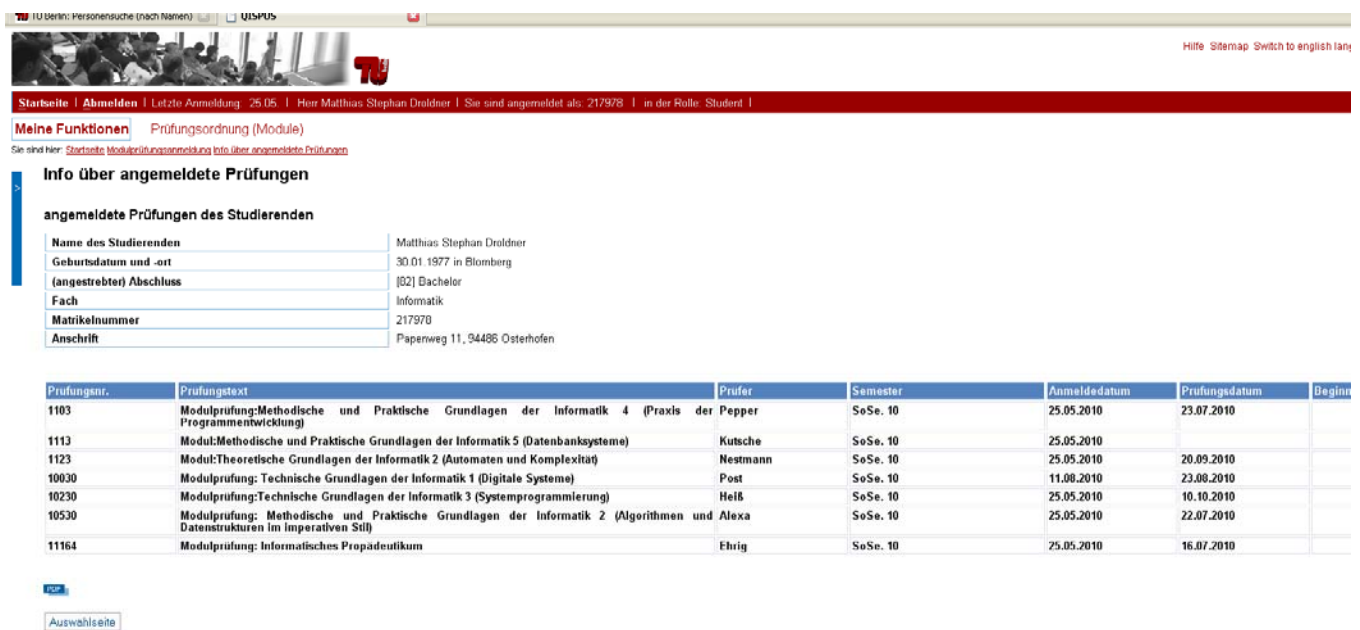 TU Berlin: Personensuche (nach Namen) QISPOS
TU
Hilfe Sitemap Switch to english lang
Startseite | Abmelden | Letzte Anmeldung: 25.05. | Herr Matthias Stephan Droldner | Sie sind angemeldet als: 217978 | in der Rolle: Student |
Meine Funktionen Prüfungsordnung (Module)
Sie sind hier: Startseite Modulprüfungsanmeldung Info über angemeldete Prüfungen
>
Info über angemeldete Prüfungen
angemeldete Prüfungen des Studierenden
Name des Studierenden Matthias Stephan Droldner
Geburtsdatum und -ort 30.01.1977 in Blomberg
(angestrebter) Abschluss [82] Bachelor
Fach Informatik
Matrikelnummer 217978
Anschrift Papenweg 11, 94486 Osterhofen
Prüfungsnr. Prüfungstext Prüfer Semester Anmeldedatum Prüfungsdatum Beginn
1103 Modulprüfung:Methodische und Praktische Grundlagen der Informatik 4 (Praxis der Pepper SoSe. 10 25.05.2010 23.07.2010
Programmentwicklung)
1113 Modul:Methodische und Praktische Grundlagen der Informatik 5 (Datenbanksysteme) Kutsche SoSe. 10 25.05.2010
1123 Modul:Theoretische Grundlagen der Informatik 2 (Automaten und Komplexität) Nestmann SoSe. 10 25.05.2010 20.09.2010
10030 Modulprüfung: Technische Grundlagen der Informatik 1 (Digitale Systeme) Post SoSe. 10 11.08.2010 23.08.2010
10230 Modulprüfung:Technische Grundlagen der Informatik 3 (Systemprogrammierung) Heiß SoSe. 10 25.05.2010 10.10.2010
10530 Modulprüfung: Methodische und Praktische Grundlagen der Informatik 2 (Algorithmen und Alexa SoSe. 10 25.05.2010 22.07.2010
Datenstrukturen im imperativen Stil)
11164 Modulprüfung: Informatisches Propädeutikum Ehrig SoSe. 10 25.05.2010 16.07.2010
PDF
Auswahlseite